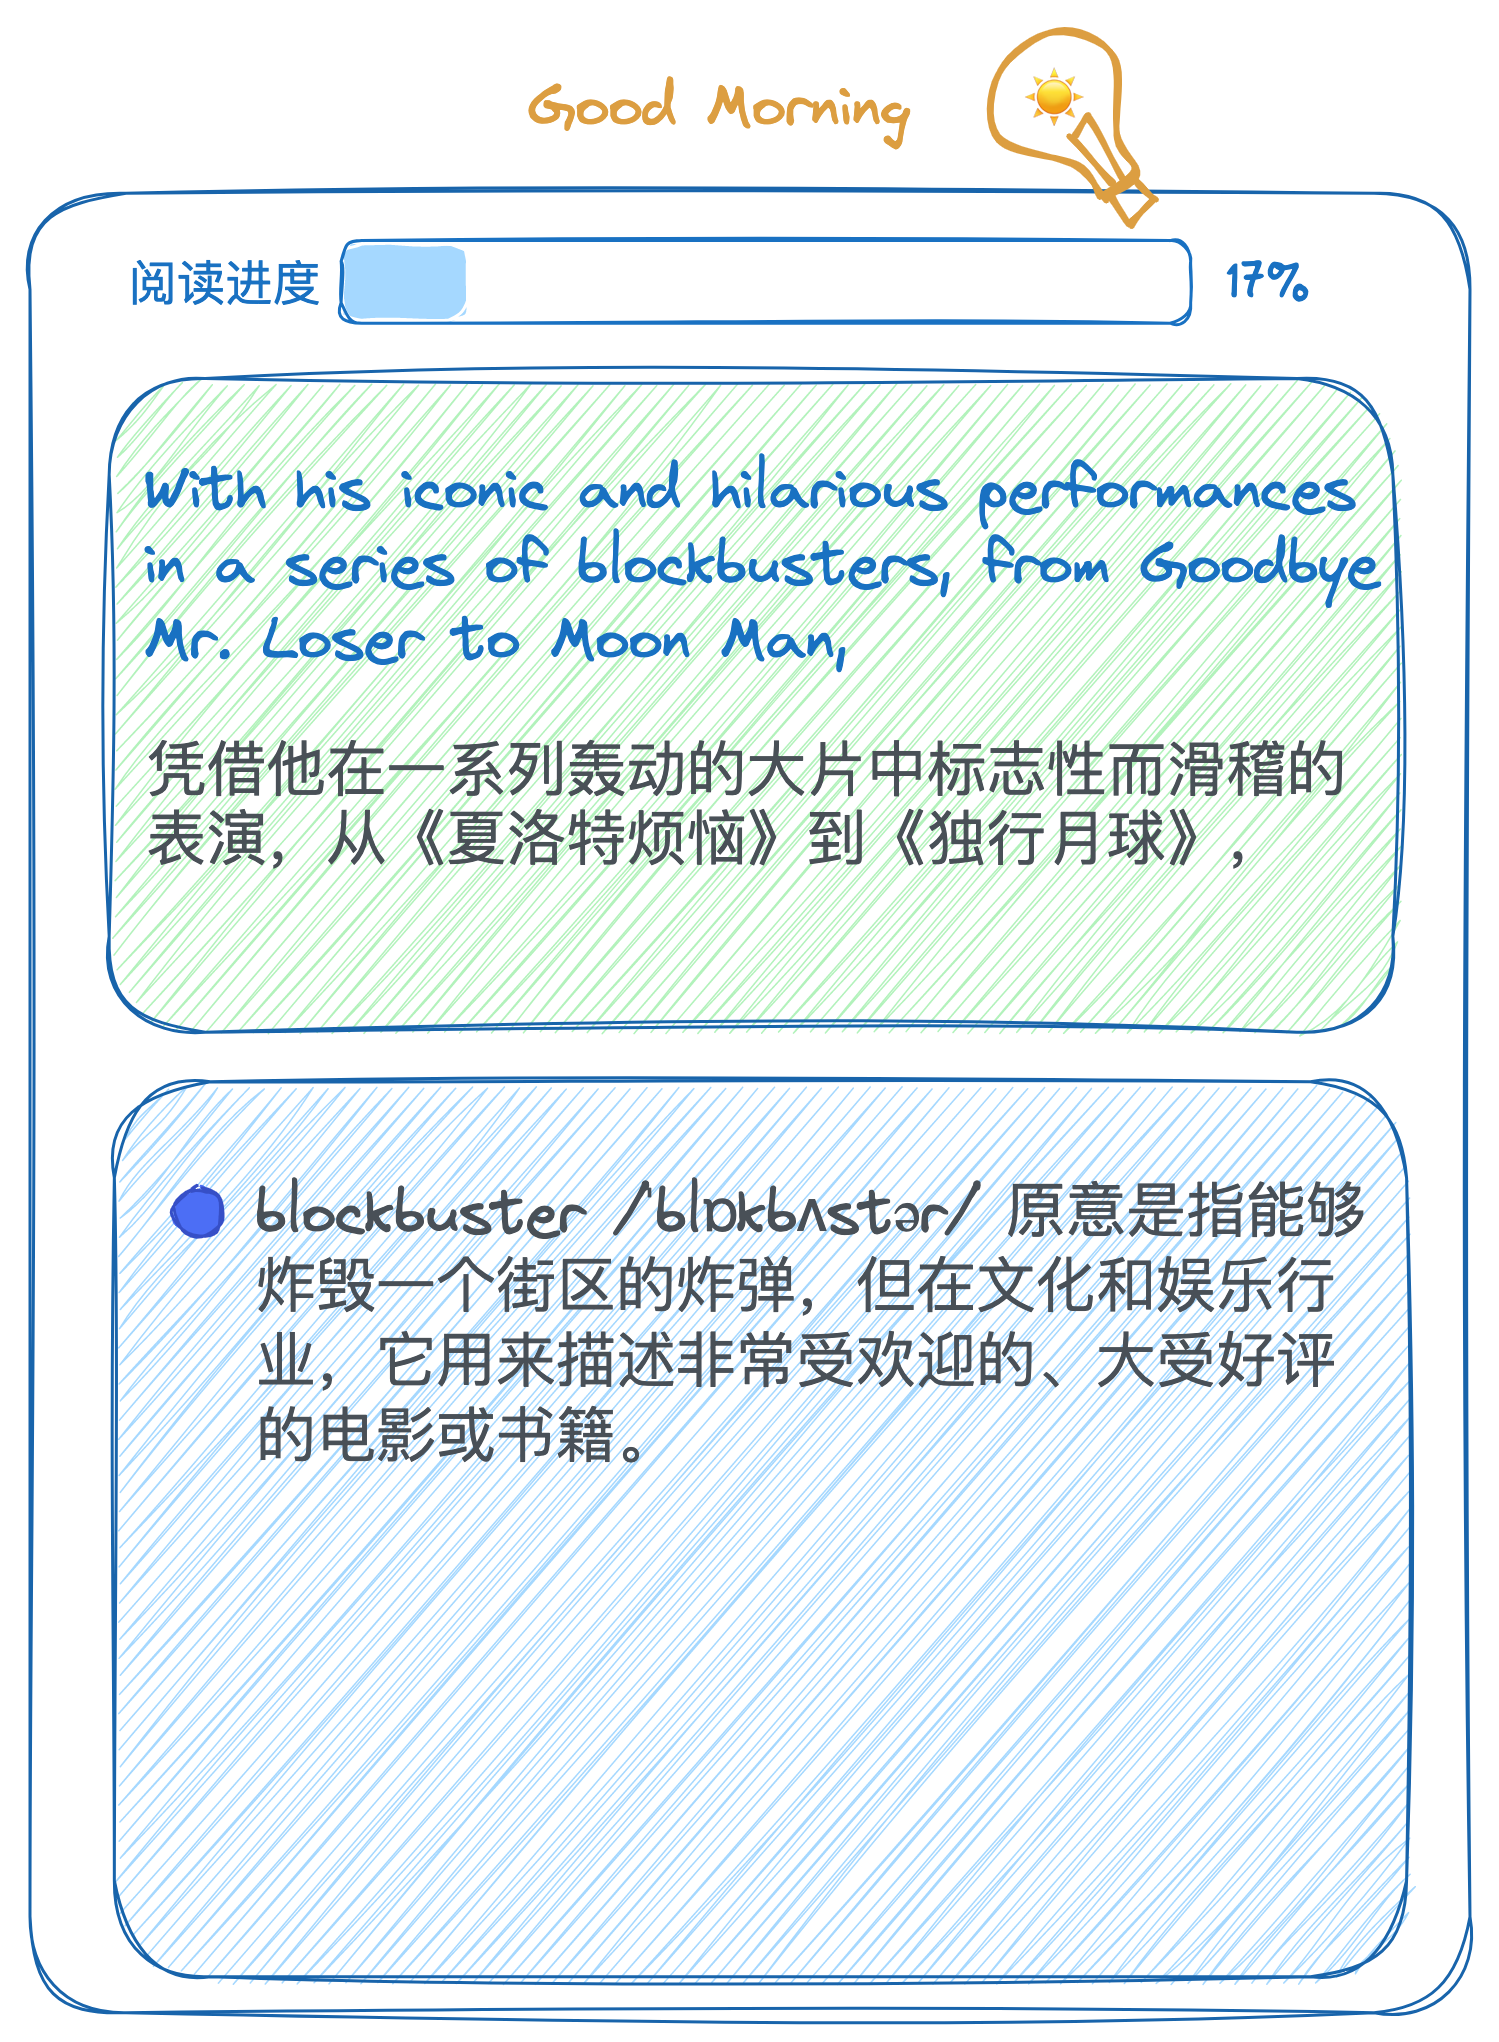 Good Morning
阅读进度 17%
With his iconic and hilarious performances
in a series of blockbusters, from Goodbye
Mr. Loser to Moon Man,
凭借他在一系列轰动的大片中标志性而滑稽的
表演，从《夏洛特烦恼》到《独行月球》，
blockbuster /ˈblɒkbʌstər/ 原意是指能够
炸毁一个街区的炸弹，但在文化和娱乐行
业，它用来描述非常受欢迎的、大受好评
的电影或书籍。